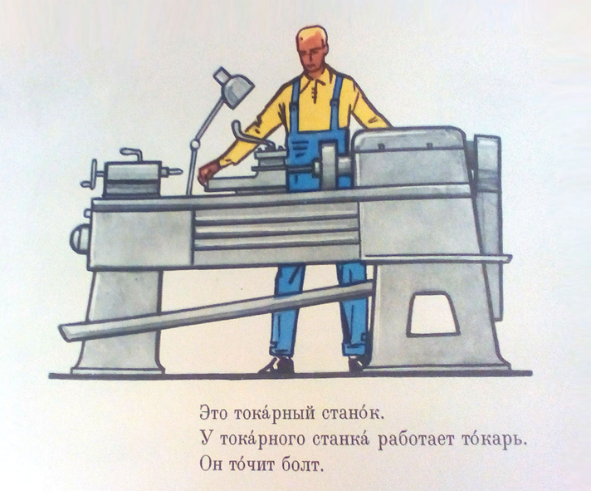 Это тока́рный стано́к.
У тока́рного станка́ работает то́карь.
Он то́чит болт.